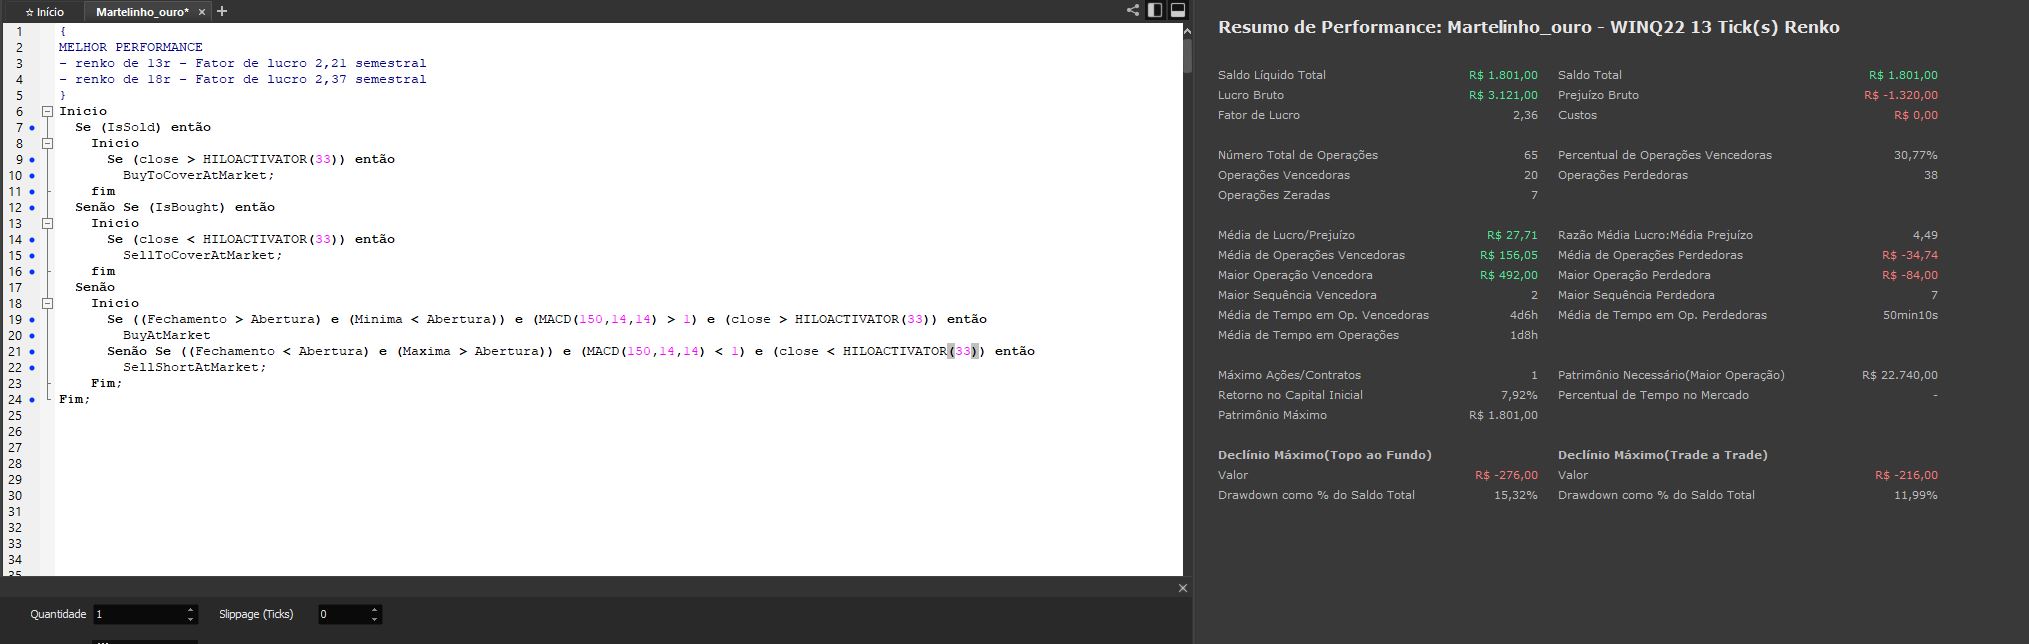 ☆ Início Martelinho_ouro* × +
1 {
2 MELHOR PERFORMANCE
3 - renko de 13r - Fator de lucro 2,21 semestral
4 - renko de 18r - Fator de lucro 2,37 semestral
5 }
6 Inicio
7 Se (IsSold) então
8 Inicio
9 Se (close > HILOACTIVATOR(33)) então
10 BuyToCoverAtMarket;
11 fim
12 Senão Se (IsBought) então
13 Inicio
14 Se (close < HILOACTIVATOR(33)) então
15 SellToCoverAtMarket;
16 fim
17 Senão
18 Inicio
19 Se ((Fechamento > Abertura) e (Minima < Abertura)) e (MACD(150,14,14) > 1) e (close > HILOACTIVATOR(33)) então
20 BuyAtMarket
21 Senão Se ((Fechamento < Abertura) e (Maxima > Abertura)) e (MACD(150,14,14) < 1) e (close < HILOACTIVATOR(33)) então
22 SellShortAtMarket;
23 Fim;
24 Fim;
25
26
27
28
29
30
31
32
33
34
35
Quantidade 1 Slippage (Ticks) 0
Resumo de Performance: Martelinho_ouro - WINQ22 13 Tick(s) Renko
Saldo Líquido Total R$ 1.801,00 Saldo Total R$ 1.801,00
Lucro Bruto R$ 3.121,00 Prejuízo Bruto R$ -1.320,00
Fator de Lucro 2,36 Custos R$ 0,00
Número Total de Operações 65 Percentual de Operações Vencedoras 30,77%
Operações Vencedoras 20 Operações Perdedoras 38
Operações Zeradas 7
Média de Lucro/Prejuízo R$ 27,71 Razão Média Lucro:Média Prejuízo 4,49
Média de Operações Vencedoras R$ 156,05 Média de Operações Perdedoras R$ -34,74
Maior Operação Vencedora R$ 492,00 Maior Operação Perdedora R$ -84,00
Maior Sequência Vencedora 2 Maior Sequência Perdedora 7
Média de Tempo em Op. Vencedoras 4d6h Média de Tempo em Op. Perdedoras 50min10s
Média de Tempo em Operações 1d8h
Máximo Ações/Contratos 1 Patrimônio Necessário(Maior Operação) R$ 22.740,00
Retorno no Capital Inicial 7,92% Percentual de Tempo no Mercado -
Patrimônio Máximo R$ 1.801,00
Declínio Máximo(Topo ao Fundo) Declínio Máximo(Trade a Trade)
Valor R$ -276,00 Valor R$ -216,00
Drawdown como % do Saldo Total 15,32% Drawdown como % do Saldo Total 11,99%